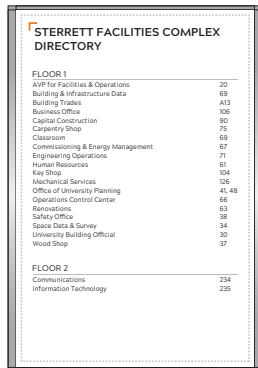 STERRETT FACILITIES COMPLEX
DIRECTORY
FLOOR 1
AVP for Facilities & Operations 20
Building & Infrastructure Data 69
Building Trades A13
Business Office 106
Capital Construction 90
Carpentry Shop 75
Classroom 69
Commissioning & Energy Management 67
Engineering Operations 71
Human Resources 61
Key Shop 104
Mechanical Services 126
Office of University Planning 41, 48
Operations Control Center 66
Renovations 63
Safety Office 38
Space Data & Survey 34
University Building Official 30
Wood Shop 37
FLOOR 2
Communications 234
Information Technology 235